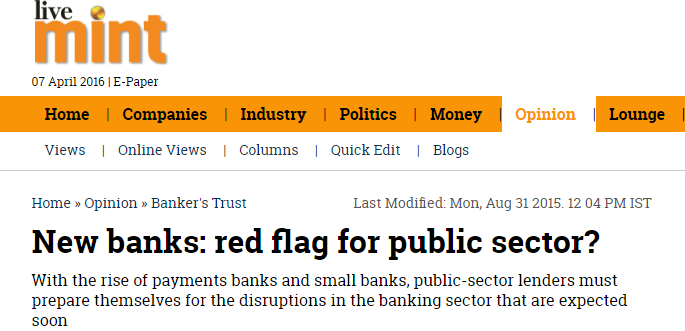 live
mint
07 April 2016 | E-Paper
Home | Companies | Industry | Politics | Money | Opinion | Lounge |
Views | Online Views | Columns | Quick Edit | Blogs
Home » Opinion » Banker's Trust Last Modified: Mon, Aug 31 2015. 12 04 PM IST
New banks: red flag for public sector?
With the rise of payments banks and small banks, public-sector lenders must
prepare themselves for the disruptions in the banking sector that are expected
soon